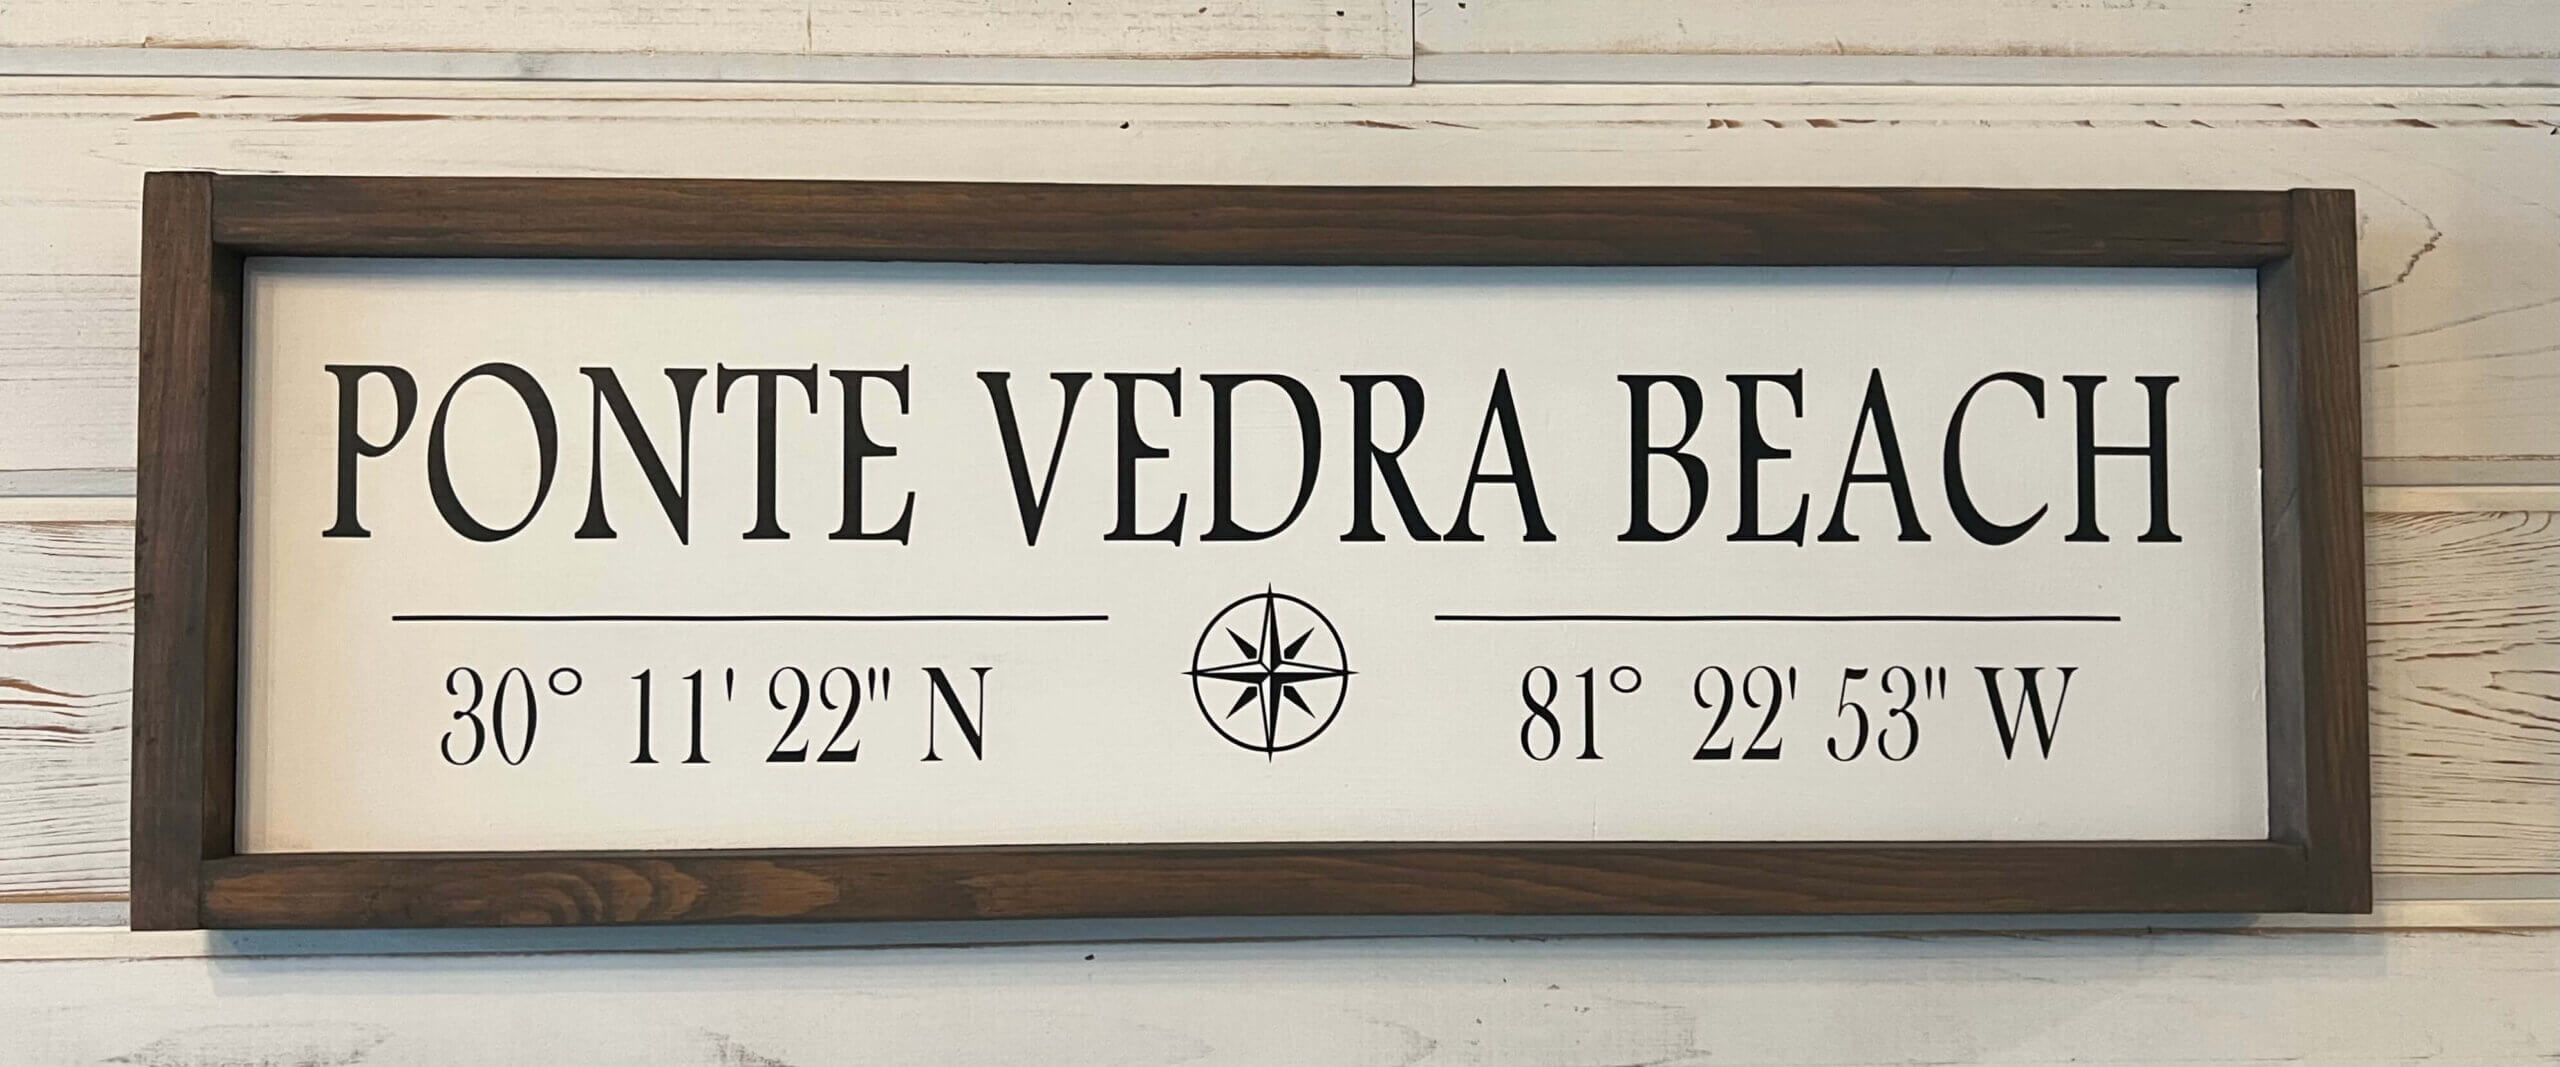 PONTE VEDRA BEACH
30° 11' 22" N 81° 22' 53" W